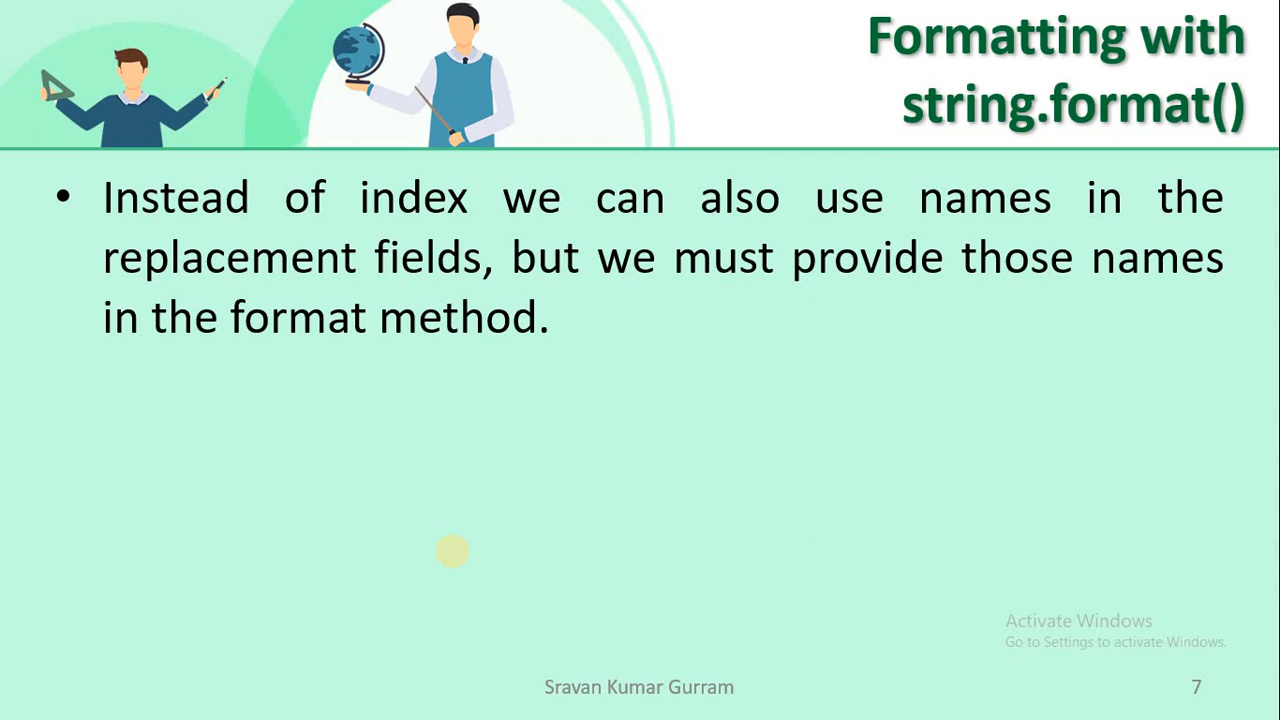 Formatting with
string.format()
• Instead of index we can also use names in the
replacement fields, but we must provide those names
in the format method.
Activate Windows
Go to Settings to activate Windows.
Sravan Kumar Gurram
7